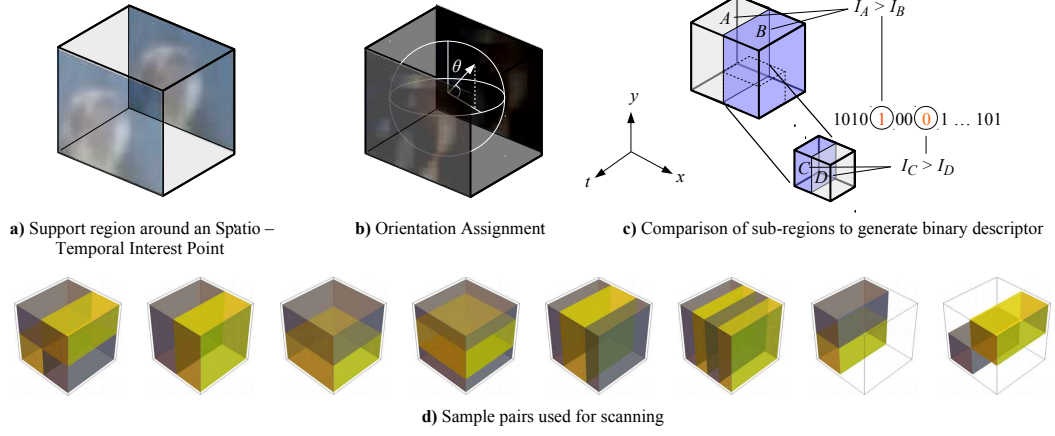 A
B
I_A > I_B
θ
y
t
x
1010 1 00 0 1 … 101
C
D
I_C > I_D
a) Support region around an Spatio –
Temporal Interest Point
b) Orientation Assignment
c) Comparison of sub-regions to generate binary descriptor
d) Sample pairs used for scanning